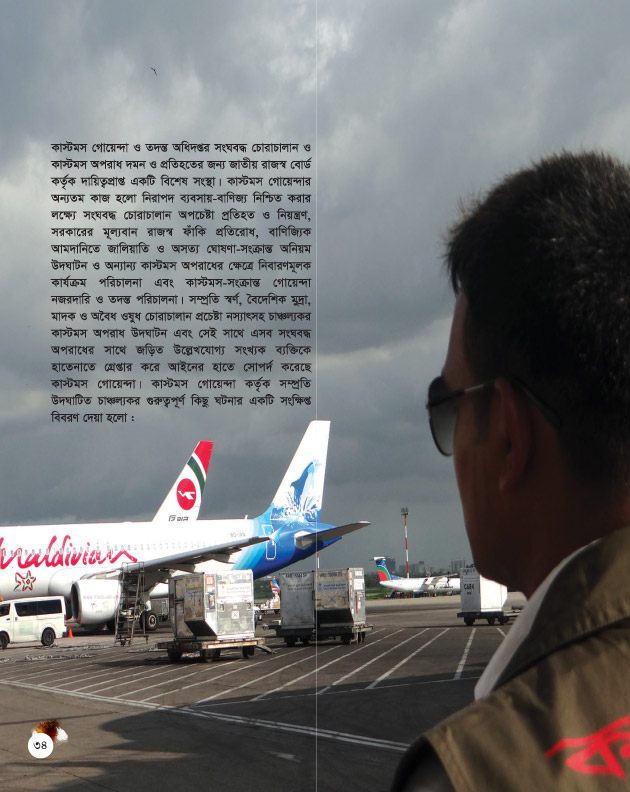 কাস্টমস গোয়েন্দা ও তদন্ত অধিদপ্তর সংঘবদ্ধ চোরাচালান ও
কাস্টমস অপরাধ দমন ও প্রতিহতের জন্য জাতীয় রাজস্ব বোর্ড
কর্তৃক দায়িত্বপ্রাপ্ত একটি বিশেষ সংস্থা। কাস্টমস গোয়েন্দার
অন্যতম কাজ হলো নিরাপদ ব্যবসায়-বাণিজ্য নিশ্চিত করার
লক্ষ্যে সংঘবদ্ধ চোরাচালান অপচেষ্টা প্রতিহত ও নিয়ন্ত্রণ,
সরকারের মূল্যবান রাজস্ব ফাঁকি প্রতিরোধ, বাণিজ্যিক
আমদানিতে জালিয়াতি ও অসত্য ঘোষণা-সংক্রান্ত অনিয়ম
উদঘাটন ও অন্যান্য কাস্টমস অপরাধের ক্ষেত্রে নিবারণমূলক
কার্যক্রম পরিচালনা এবং কাস্টমস-সংক্রান্ত গোয়েন্দা
নজরদারি ও তদন্ত পরিচালনা। সম্প্রতি স্বর্ণ, বৈদেশিক মুদ্রা,
মাদক ও অবৈধ ওষুধ চোরাচালান প্রচেষ্টা নস্যাৎসহ চাঞ্চল্যকর
কাস্টমস অপরাধ উদঘাটন এবং সেই সাথে এসব সংঘবদ্ধ
অপরাধের সাথে জড়িত উল্লেখযোগ্য সংখ্যক ব্যক্তিকে
হাতেনাতে গ্রেপ্তার করে আইনের হাতে সোপর্দ করেছে
কাস্টমস গোয়েন্দা। কাস্টমস গোয়েন্দা কর্তৃক সম্প্রতি
উদঘাটিত চাঞ্চল্যকর গুরুত্বপূর্ণ কিছু ঘটনার একটি সংক্ষিপ্ত
বিবরণ দেয়া হলো :
Maldivian
৩৪